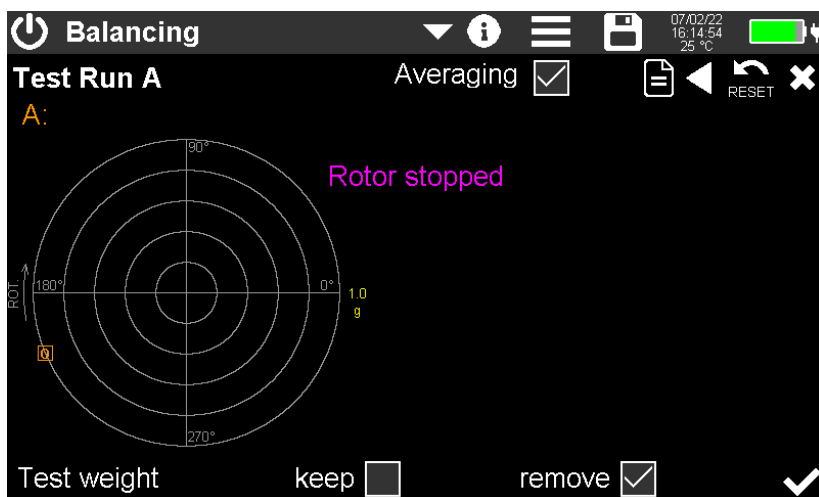 Balancing
07/02/22
16:14:54
25 °C
Test Run A
Averaging
RESET
A:
90°
Rotor stopped
180°
0°
ROT.
1.0
g
0
270°
Test weight keep remove